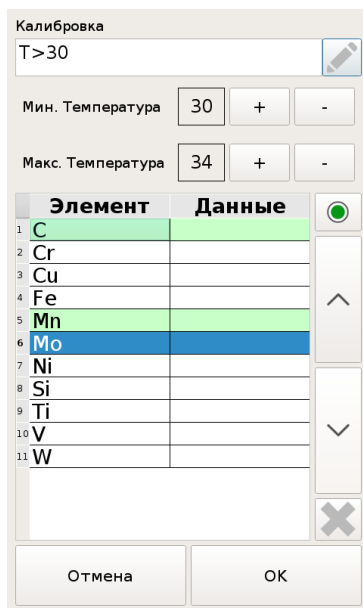 Калибровка
T>30
Мин. Температура 30 + -
Макс. Температура 34 + -
Элемент Данные
1 C
2 Cr
3 Cu
4 Fe
5 Mn
6 Mo
7 Ni
8 Si
9 Ti
10 V
11 W
Отмена OK